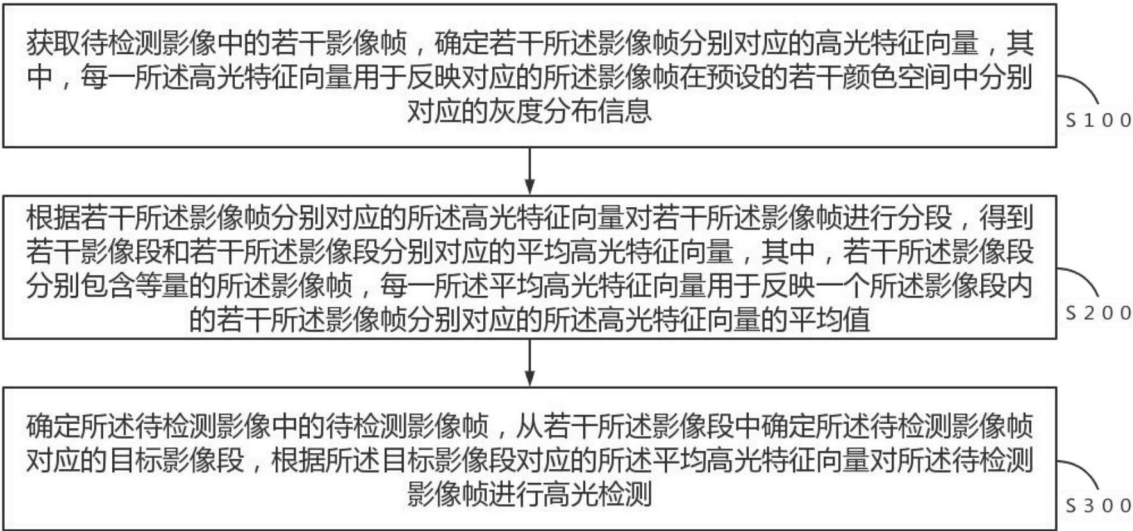 获取待检测影像中的若干影像帧，确定若干所述影像帧分别对应的高光特征向量，其
中，每一所述高光特征向量用于反映对应的所述影像帧在预设的若干颜色空间中分别
对应的灰度分布信息
S100
根据若干所述影像帧分别对应的所述高光特征向量对若干所述影像帧进行分段，得到
若干影像段和若干所述影像段分别对应的平均高光特征向量，其中，若干所述影像段
分别包含等量的所述影像帧，每一所述平均高光特征向量用于反映一个所述影像段内
的若干所述影像帧分别对应的所述高光特征向量的平均值
S200
确定所述待检测影像中的待检测影像帧，从若干所述影像段中确定所述待检测影像帧
对应的目标影像段，根据所述目标影像段对应的所述平均高光特征向量对所述待检测
影像帧进行高光检测
S300